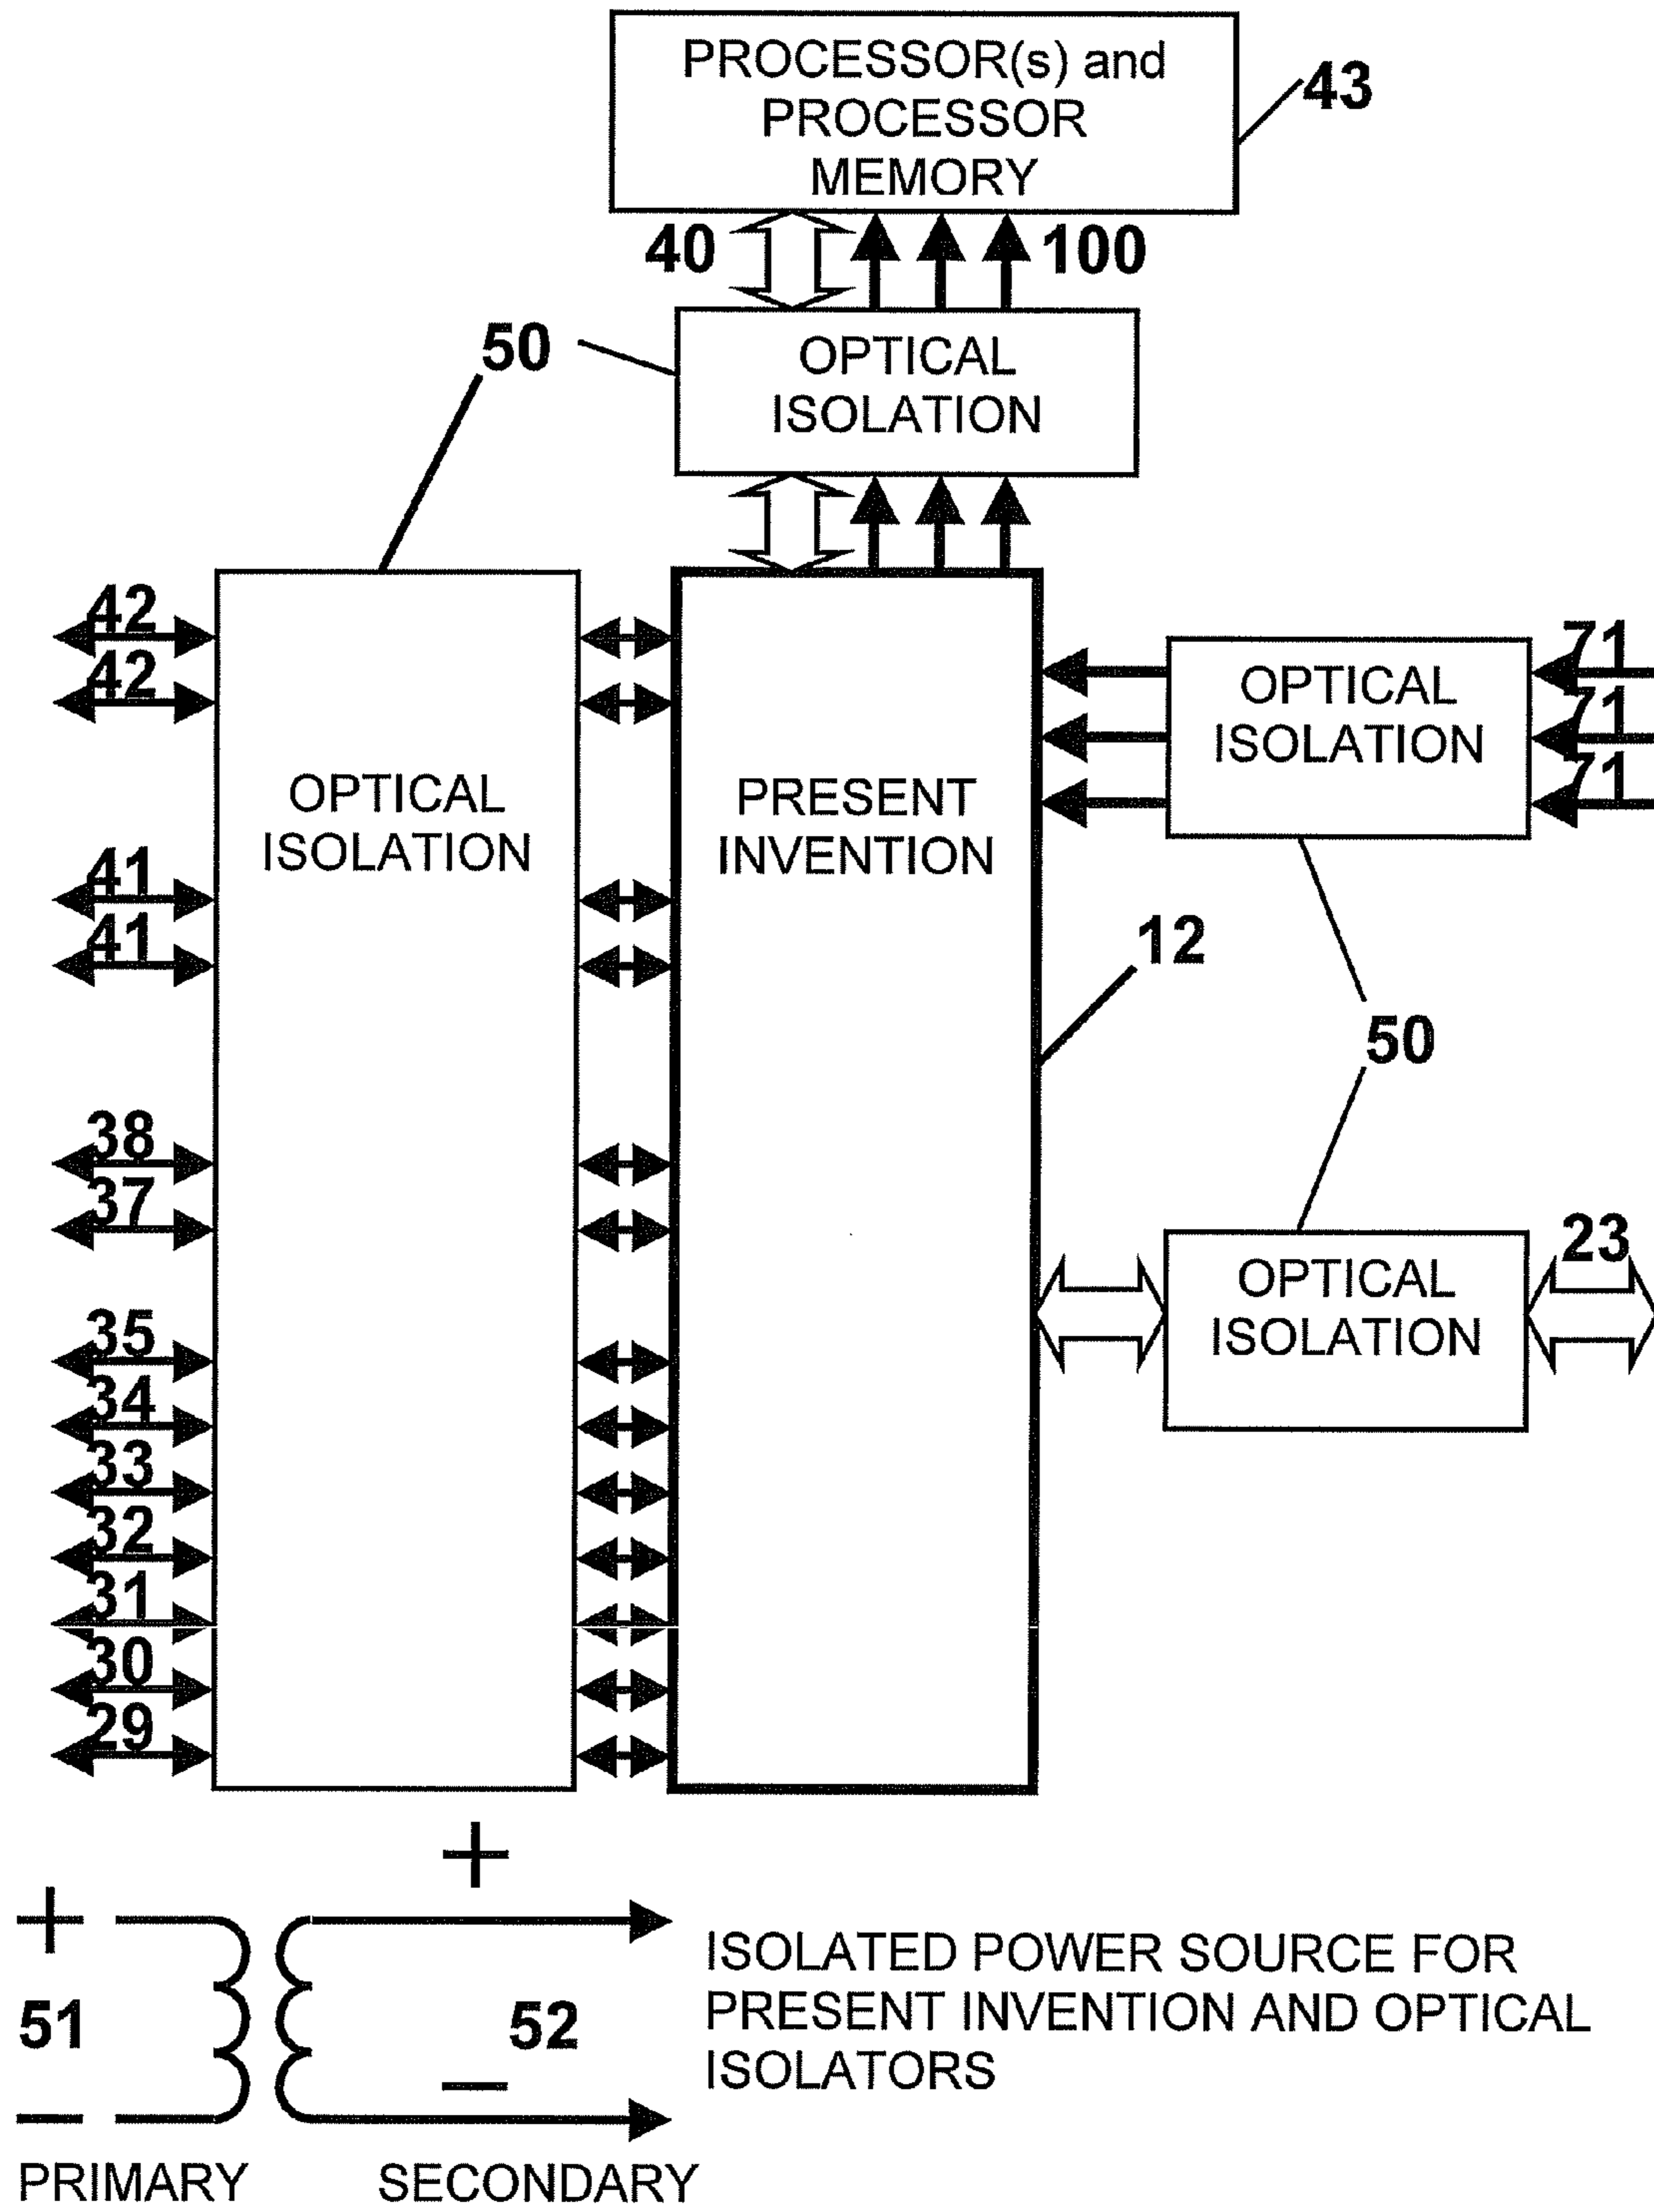 PROCESSOR(s) and
PROCESSOR
MEMORY
43
40
100
50
OPTICAL
ISOLATION
42
42
41
41
38
37
35
34
33
32
31
30
29
OPTICAL
ISOLATION
PRESENT
INVENTION
12
OPTICAL
ISOLATION
71
71
71
50
OPTICAL
ISOLATION
23
+
+
51
52
−
−
PRIMARY
SECONDARY
ISOLATED POWER SOURCE FOR
PRESENT INVENTION AND OPTICAL
ISOLATORS